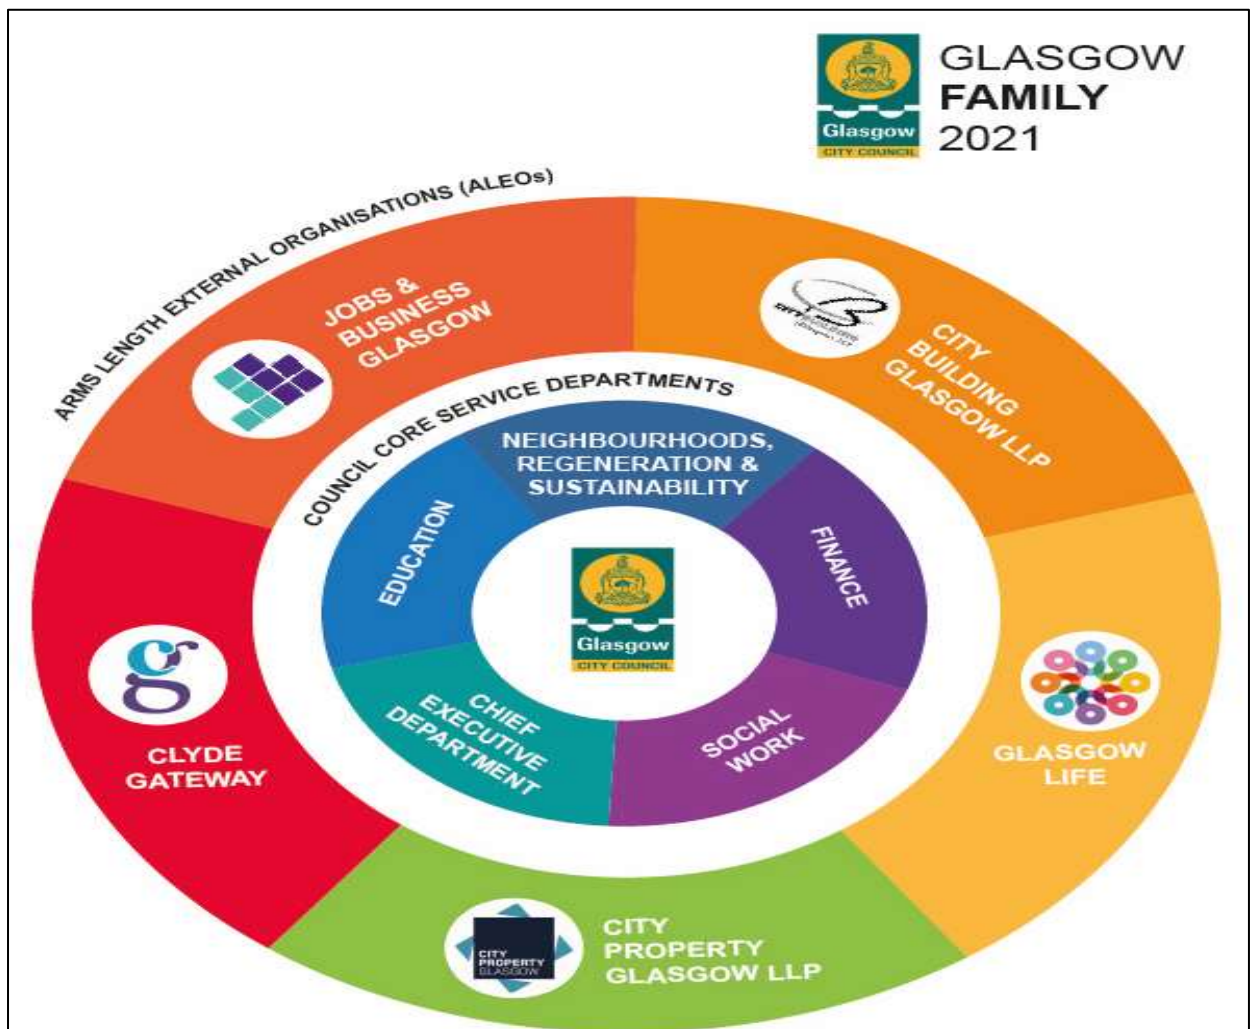 GLASGOW
FAMILY
2021
Glasgow
CITY COUNCIL
ARMS LENGTH EXTERNAL ORGANISATIONS (ALEOs)
JOBS &
BUSINESS
GLASGOW
CITY
BUILDING
GLASGOW LLP
COUNCIL CORE SERVICE DEPARTMENTS
NEIGHBOURHOODS,
REGENERATION &
SUSTAINABILITY
EDUCATION
FINANCE
Glasgow
CITY COUNCIL
CHIEF
EXECUTIVE
DEPARTMENT
SOCIAL
WORK
CLYDE
GATEWAY
GLASGOW
LIFE
CITY
PROPERTY
GLASGOW
CITY
PROPERTY
GLASGOW LLP